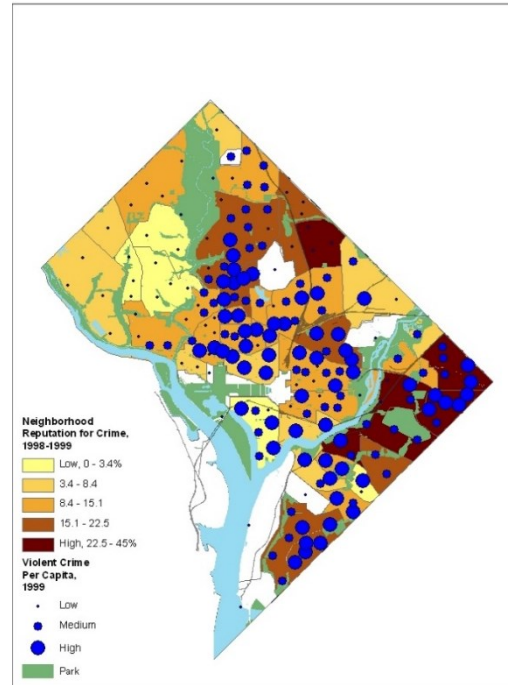 Neighborhood
Reputation for Crime,
1998-1999
Low, 0 - 3.4%
3.4 - 8.4
8.4 - 15.1
15.1 - 22.5
High, 22.5 - 45%
Violent Crime
Per Capita,
1999
Low
Medium
High
Park